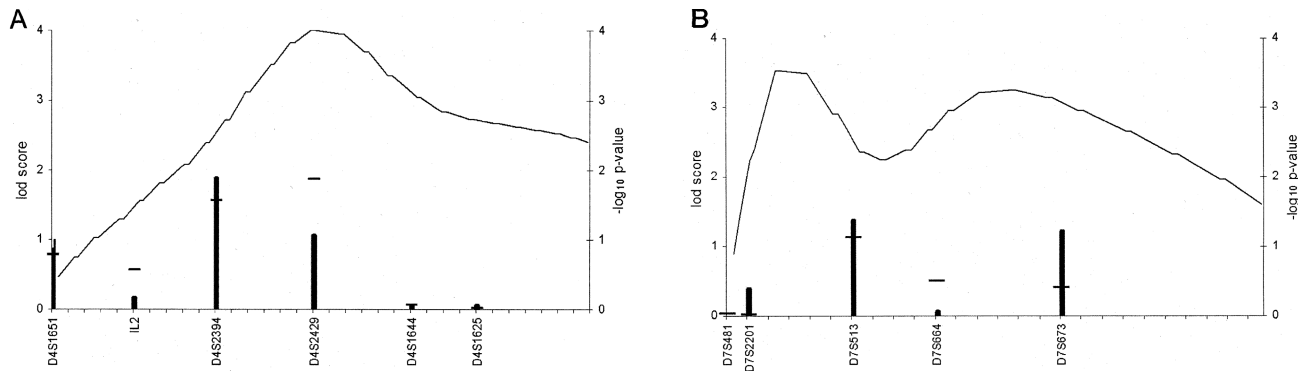 A
4
3
2
1
0
lod score
4
3
2
1
0
-log10 p-value
D4S1651
IL2
D4S2394
D4S2429
D4S1644
D4S1625
B
4
3
2
1
0
lod score
4
3
2
1
0
-log10 p-value
D7S481
D7S2201
D7S513
D7S664
D7S673